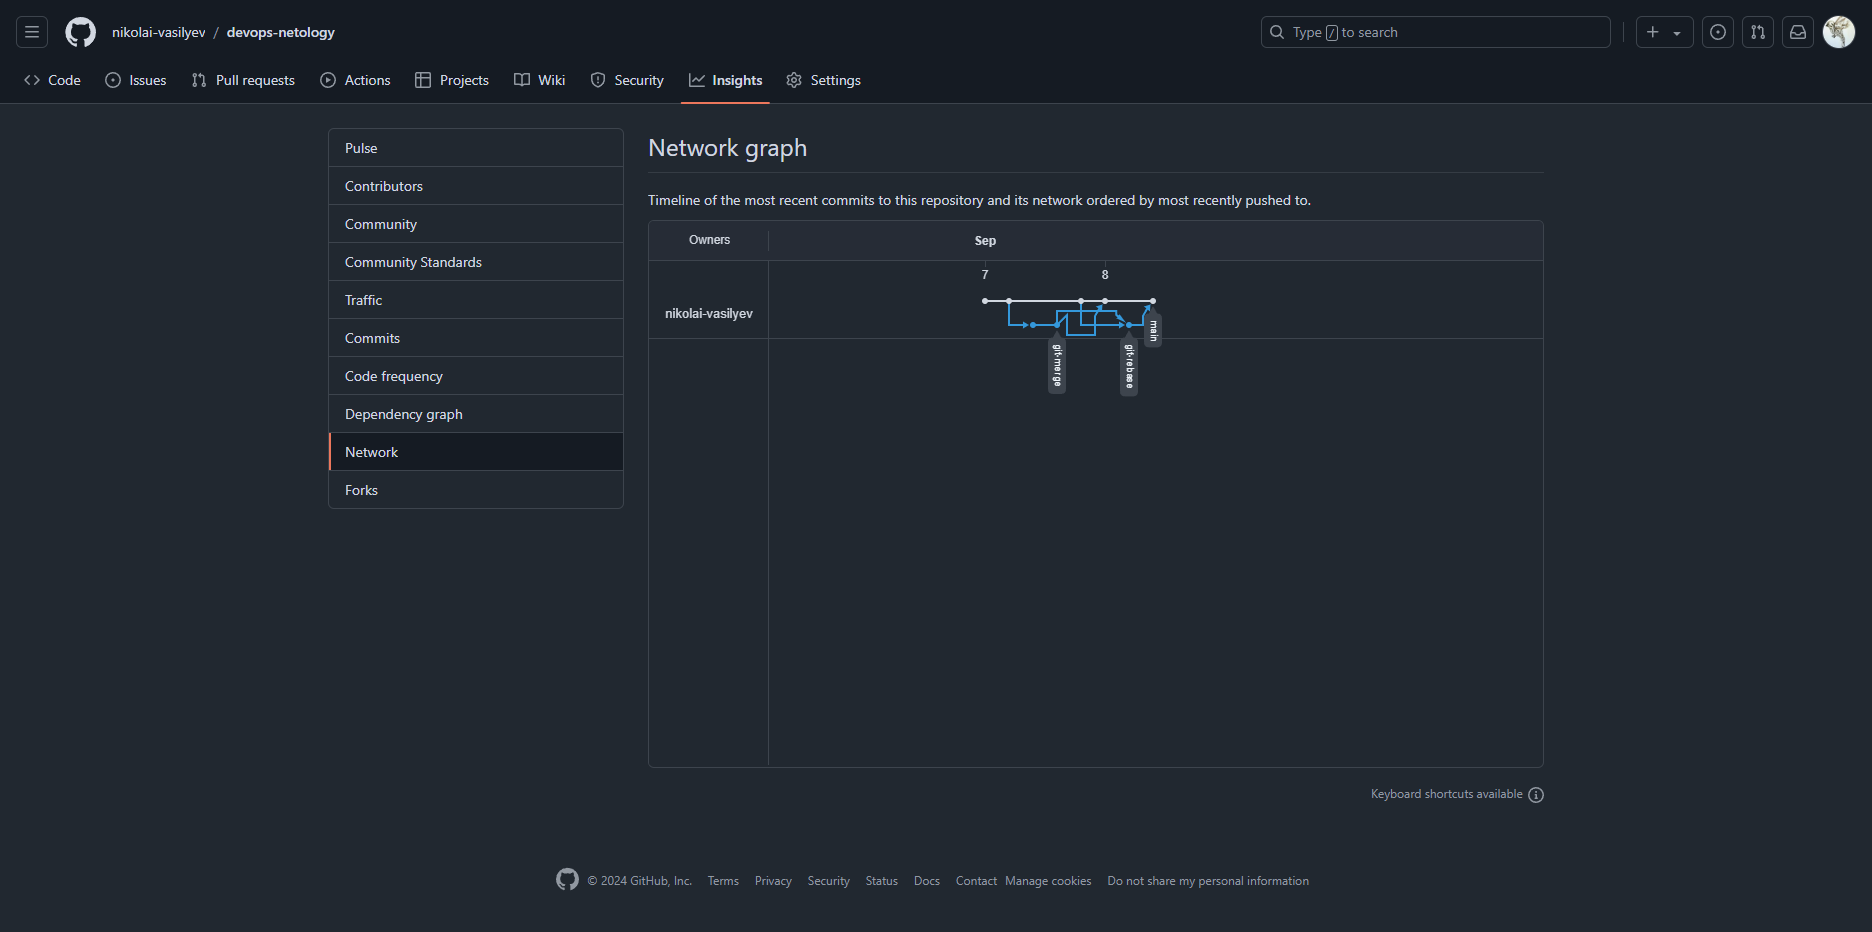 nikolai-vasilyev / devops-netology
Type / to search
Code Issues Pull requests Actions Projects Wiki Security Insights Settings
Pulse
Contributors
Community
Community Standards
Traffic
Commits
Code frequency
Dependency graph
Network
Forks
Network graph
Timeline of the most recent commits to this repository and its network ordered by most recently pushed to.
Owners Sep
7 8
nikolai-vasilyev
main
git-merge
git-rebase
Keyboard shortcuts available
© 2024 GitHub, Inc. Terms Privacy Security Status Docs Contact Manage cookies Do not share my personal information